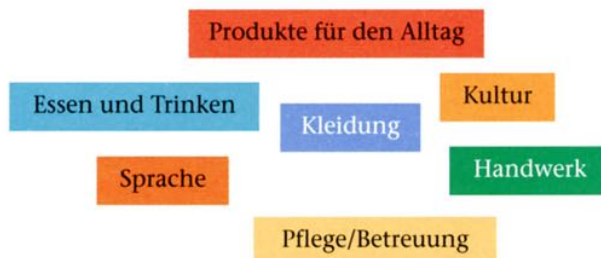 Produkte für den Alltag
Essen und Trinken
Kultur
Kleidung
Sprache
Handwerk
Pflege/Betreuung